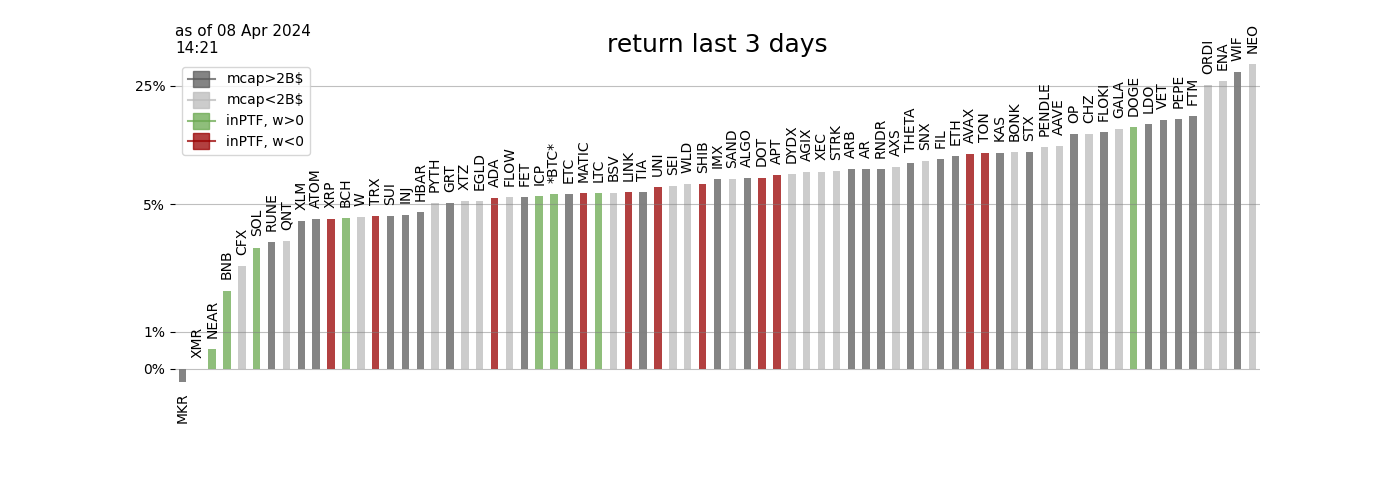 as of 08 Apr 2024
14:21
return last 3 days
mcap>2B$
mcap<2B$
inPTF, w>0
inPTF, w<0
25%
5%
1%
0%
MKR
XMR
NEAR
BNB
CFX
SOL
RUNE
QNT
XLM
ATOM
XRP
BCH
W
TRX
SUI
INJ
HBAR
PYTH
GRT
XTZ
EGLD
ADA
FLOW
FET
ICP
*BTC*
ETC
MATIC
LTC
BSV
LINK
TIA
UNI
SEI
WLD
SHIB
IMX
SAND
ALGO
DOT
APT
DYDX
AGIX
XEC
STRK
ARB
AR
RNDR
AXS
THETA
SNX
FIL
ETH
AVAX
TON
KAS
BONK
STX
PENDLE
AAVE
OP
CHZ
FLOKI
GALA
DOGE
LDO
VET
PEPE
FTM
ORDI
ENA
WIF
NEO